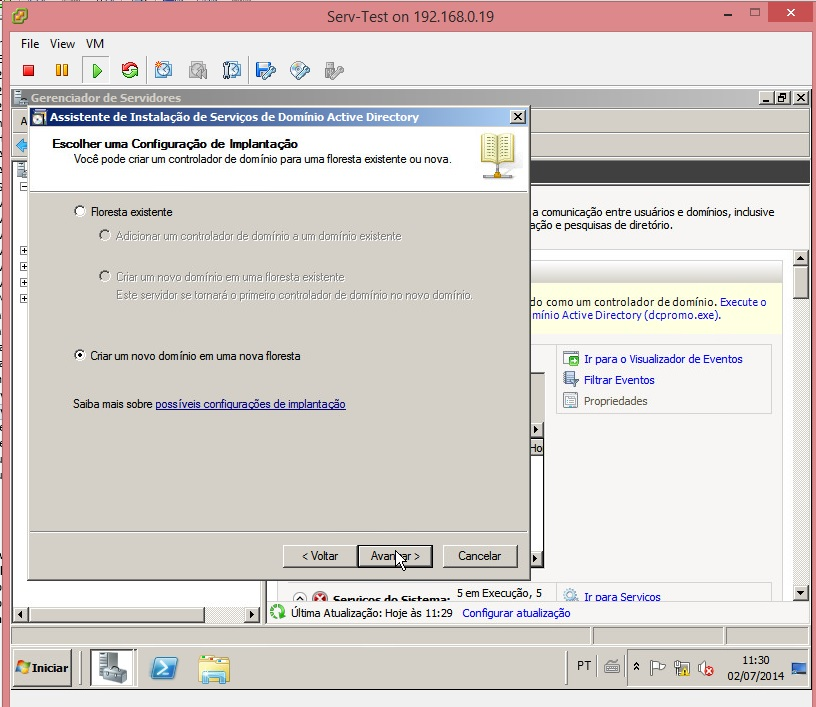 Serv-Test on 192.168.0.19
File View VM
Gerenciador de Servidores
Assistente de Instalação de Serviços de Domínio Active Directory
Escolher uma Configuração de Implantação
Você pode criar um controlador de domínio para uma floresta existente ou nova.
Floresta existente
Adicionar um controlador de domínio a um domínio existente
Criar um novo domínio em uma floresta existente
Este servidor se tornará o primeiro controlador de domínio no novo domínio.
Criar um novo domínio em uma nova floresta
Saiba mais sobre possíveis configurações de implantação
< Voltar
Avançar >
Cancelar
a comunicação entre usuários e domínios, inclusive
ação e pesquisas de diretório.
do como um controlador de domínio. Execute o
mínio Active Directory (dcpromo.exe).
Ir para o Visualizador de Eventos
Filtrar Eventos
Propriedades
Ho
Serviços do Sistema: 5 em Execução, 5
Ir para Serviços
Última Atualização: Hoje às 11:29 Configurar atualização
Iniciar
PT
11:30
02/07/2014